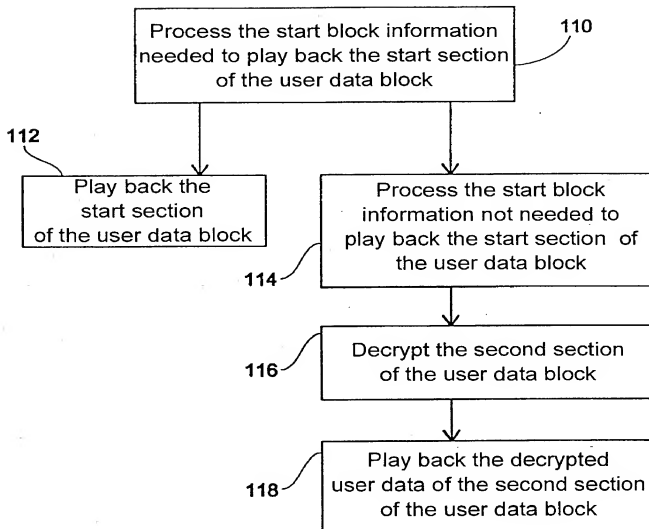 Process the start block information
needed to play back the start section
of the user data block
110
112
Play back the
start section
of the user data block
Process the start block
information not needed to
play back the start section of
the user data block
114
Decrypt the second section
of the user data block
116
Play back the decrypted
user data of the second section
of the user data block
118